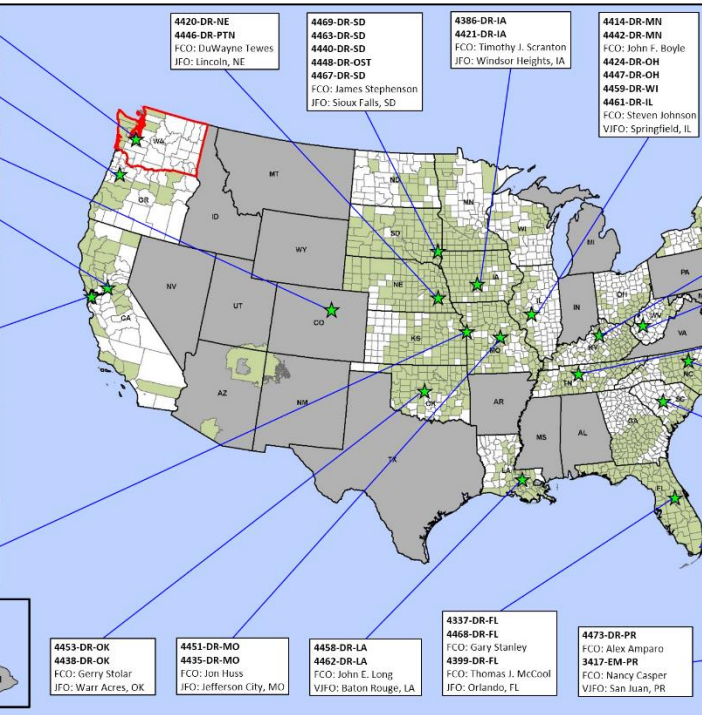 4420-DR-NE
4446-DR-PTN
FCO: DuWayne Tewes
JFO: Lincoln, NE
4469-DR-SD
4463-DR-SD
4440-DR-SD
4448-DR-OST
4467-DR-SD
FCO: James Stephenson
JFO: Sioux Falls, SD
4386-DR-IA
4421-DR-IA
FCO: Timothy J. Scranton
JFO: Windsor Heights, IA
4414-DR-MN
4442-DR-MN
FCO: John F. Boyle
4424-DR-OH
4447-DR-OH
4459-DR-WI
4461-DR-IL
FCO: Steven Johnson
VJFO: Springfield, IL
WA
MT
ND
MN
OR
ID
SD
WI
MI
WY
IA
NE
PA
NV
UT
CO
IL
IN
OH
WV
VA
CA
KS
MO
KY
AZ
NM
OK
AR
TN
NC
SC
MS
AL
GA
TX
LA
FL
4453-DR-OK
4438-DR-OK
FCO: Gerry Stolar
JFO: Warr Acres, OK
4451-DR-MO
4435-DR-MO
FCO: Jon Huss
JFO: Jefferson City, MO
4458-DR-LA
4462-DR-LA
FCO: John E. Long
VJFO: Baton Rouge, LA
4337-DR-FL
4468-DR-FL
FCO: Gary Stanley
4399-DR-FL
FCO: Thomas J. McCool
JFO: Orlando, FL
4473-DR-PR
FCO: Alex Amparo
3417-EM-PR
FCO: Nancy Casper
VJFO: San Juan, PR